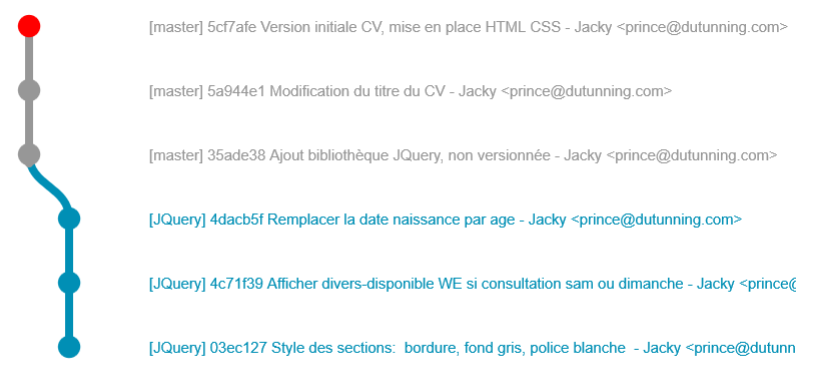 [master] 5cf7afe Version initiale CV, mise en place HTML CSS - Jacky <prince@dutunning.com>
[master] 5a944e1 Modification du titre du CV - Jacky <prince@dutunning.com>
[master] 35ade38 Ajout bibliothèque JQuery, non versionnée - Jacky <prince@dutunning.com>
[JQuery] 4dacb5f Remplacer la date naissance par age - Jacky <prince@dutunning.com>
[JQuery] 4c71f39 Afficher divers-disponible WE si consultation sam ou dimanche - Jacky <prince@
[JQuery] 03ec127 Style des sections:  bordure, fond gris, police blanche  - Jacky <prince@dutunn